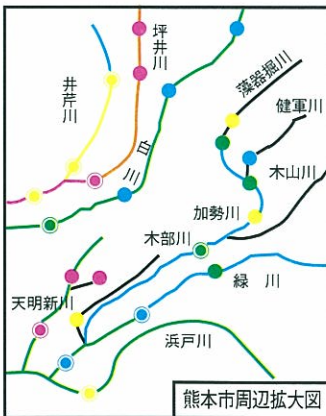 坪井川
井芹川
白川
藻器掘川
健軍川
木山川
加勢川
木部川
緑川
天明新川
浜戸川
熊本市周辺拡大図